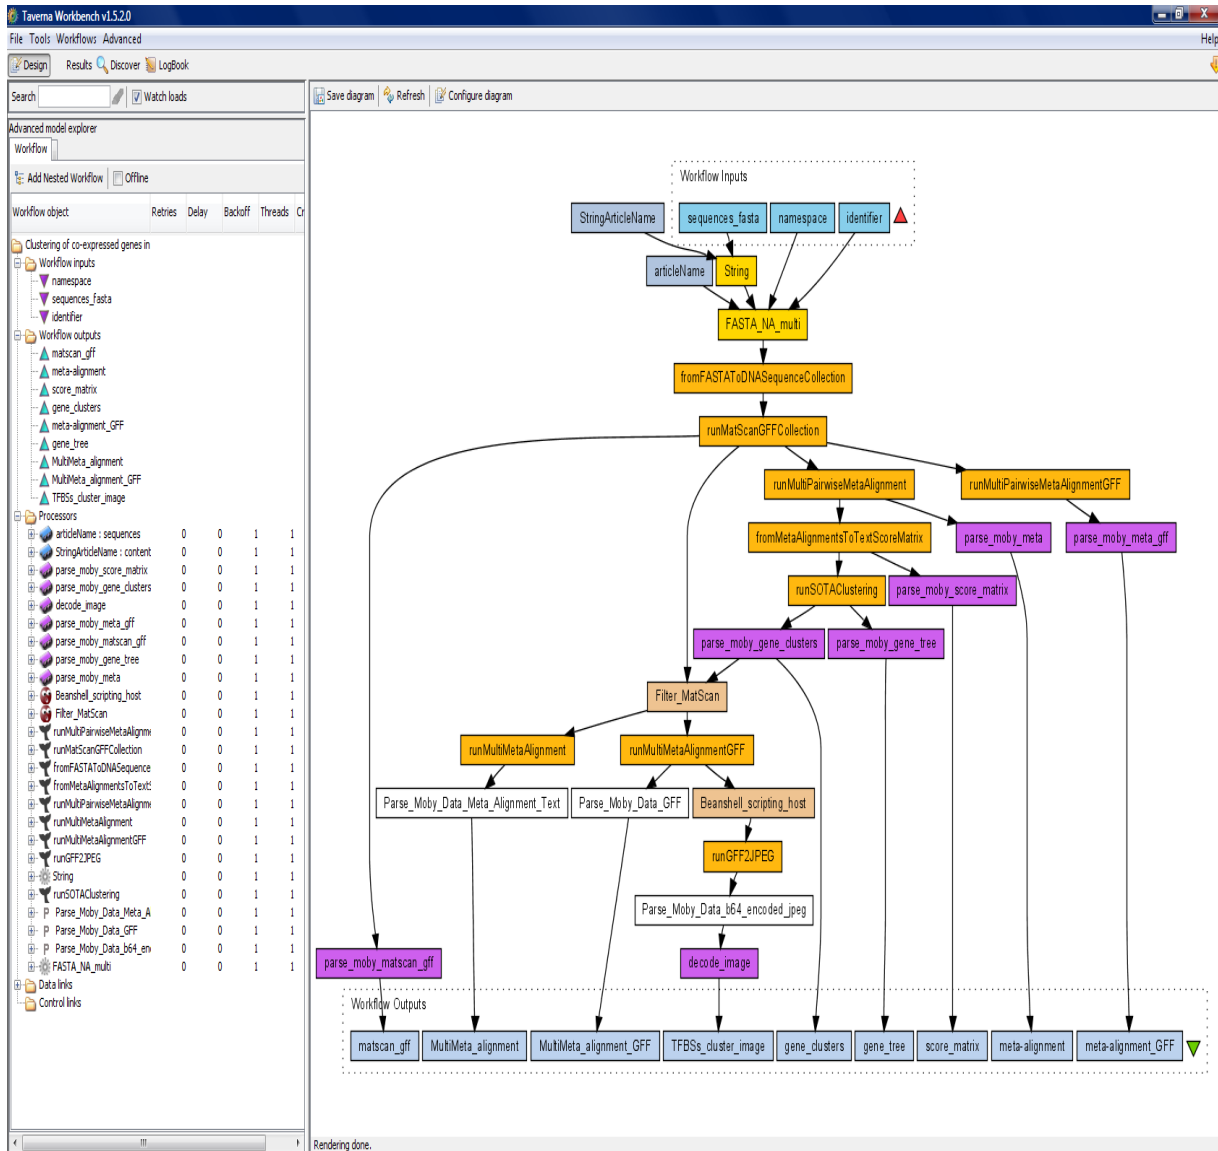 Taverna Workbench v1.5.2.0
File Tools Workflows Advanced Help
Design Results Discover LogBook
Search Watch loads
Save diagram Refresh Configure diagram
Advanced model explorer
Workflow
Add Nested Workflow Offline
Workflow object Retries Delay Backoff Threads Cr
Clustering of co-expressed genes in
Workflow inputs
namespace
sequences_fasta
identifier
Workflow outputs
matscan_gff
meta-alignment
score_matrix
gene_clusters
meta-alignment_GFF
gene_tree
MultiMeta_alignment
MultiMeta_alignment_GFF
TFBSs_cluster_image
Processors
articleName : sequences 0 0 1 1
StringArticleName : content 0 0 1 1
parse_moby_score_matrix 0 0 1 1
parse_moby_gene_clusters 0 0 1 1
decode_image 0 0 1 1
parse_moby_meta_gff 0 0 1 1
parse_moby_matscan_gff 0 0 1 1
parse_moby_gene_tree 0 0 1 1
parse_moby_meta 0 0 1 1
Beanshell_scripting_host 0 0 1 1
Filter_MatScan 0 0 1 1
runMultiPairwiseMetaAlignme 0 0 1 1
runMatScanGFFCollection 0 0 1 1
fromFASTAToDNASequence 0 0 1 1
fromMetaAlignmentsToText 0 0 1 1
runMultiPairwiseMetaAlignme 0 0 1 1
runMultiMetaAlignment 0 0 1 1
runMultiMetaAlignmentGFF 0 0 1 1
runGFF2JPEG 0 0 1 1
String 0 0 1 1
runSOTAClustering 0 0 1 1
Parse_Moby_Data_Meta_A 0 0 1 1
Parse_Moby_Data_GFF 0 0 1 1
Parse_Moby_Data_b64_en 0 0 1 1
FASTA_NA_multi 0 0 1 1
Data links
Control links
Workflow Inputs
StringArticleName sequences_fasta namespace identifier
articleName String
FASTA_NA_multi
fromFASTAToDNASequenceCollection
runMatScanGFFCollection
runMultiPairwiseMetaAlignment runMultiPairwiseMetaAlignmentGFF
fromMetaAlignmentsToTextScoreMatrix parse_moby_meta parse_moby_meta_gff
runSOTAClustering parse_moby_score_matrix
parse_moby_gene_clusters parse_moby_gene_tree
Filter_MatScan
runMultiMetaAlignment runMultiMetaAlignmentGFF
Parse_Moby_Data_Meta_Alignment_Text Parse_Moby_Data_GFF Beanshell_scripting_host
runGFF2JPEG
Parse_Moby_Data_b64_encoded_jpeg
parse_moby_matscan_gff decode_image
Workflow Outputs
matscan_gff MultiMeta_alignment MultiMeta_alignment_GFF TFBSs_cluster_image gene_clusters gene_tree score_matrix meta-alignment meta-alignment_GFF
Rendering done.